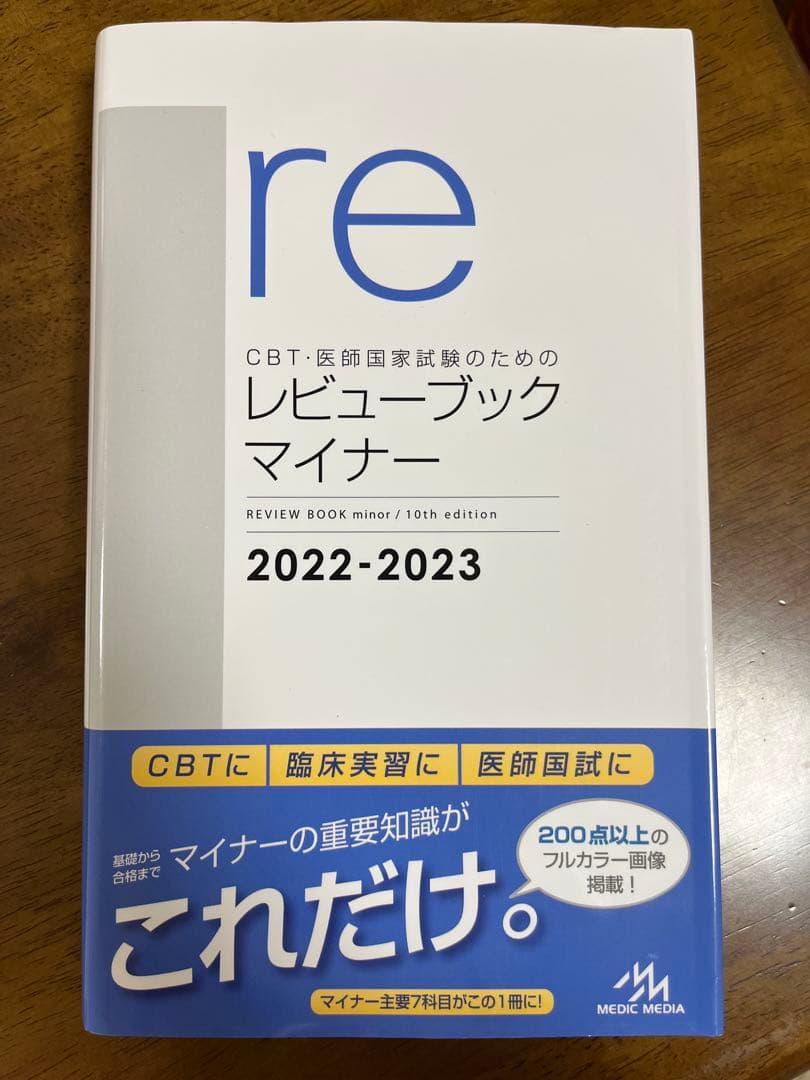 re
CBT・医師国家試験のための
レビューブック
マイナー
REVIEW BOOK minor / 10th edition
2022-2023
CBTに
臨床実習に
医師国試に
基礎から
合格まで
マイナーの重要知識が
これだけ。
200点以上の
フルカラー画像
掲載!
マイナー主要7科目がこの1冊に!
MEDIC MEDIA